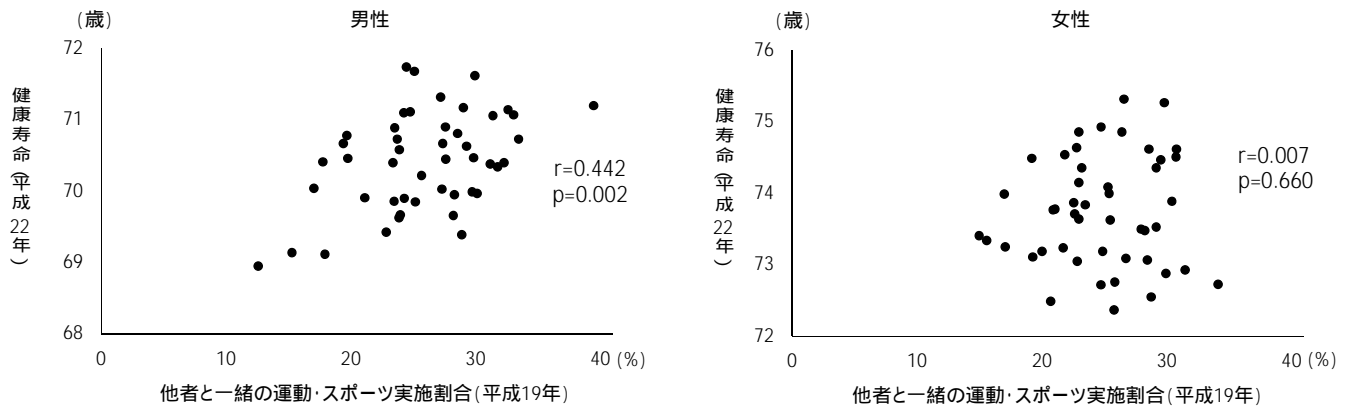 (歳)
男性
72
71
70
69
68
健康寿命(平成22年)
r=0.442
p=0.002
0
10
20
30
40 (%)
他者と一緒の運動・スポーツ実施割合(平成19年)
(歳)
女性
76
75
74
73
72
健康寿命(平成22年)
r=0.007
p=0.660
0
10
20
30
40 (%)
他者と一緒の運動・スポーツ実施割合(平成19年)